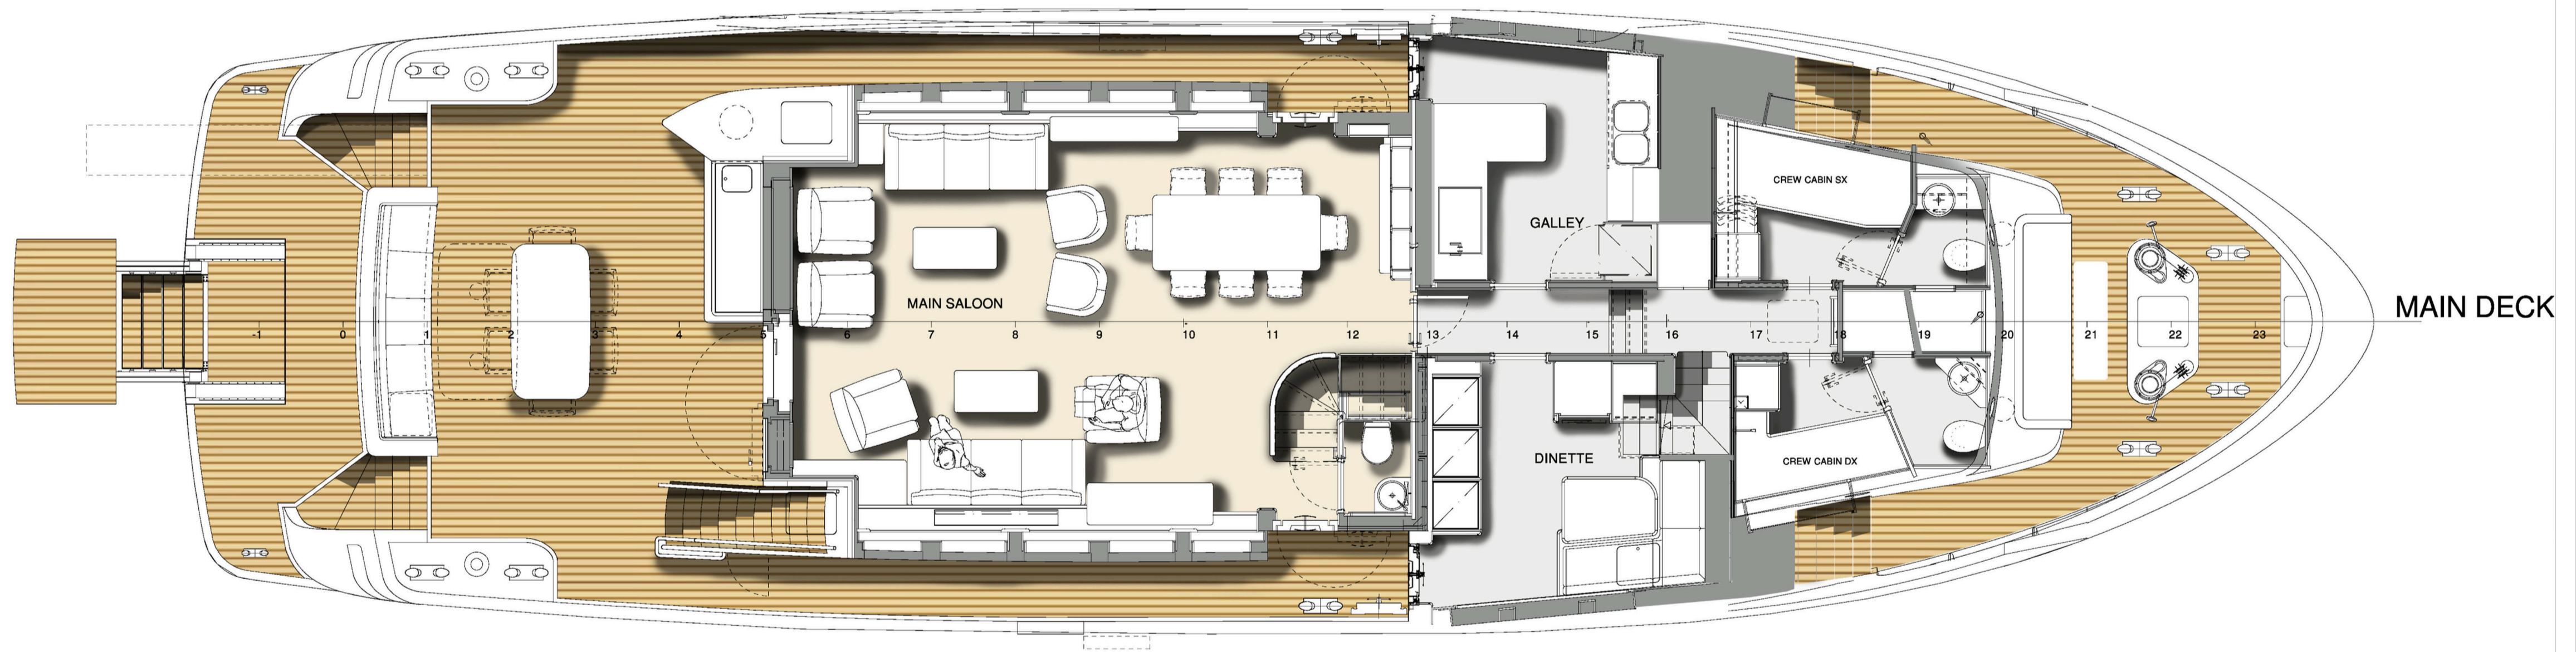 CREW CABIN SX
GALLEY
MAIN SALOON
MAIN DECK
-1 0 1 2 3 4 5 6 7 8 9 10 11 12 13 14 15 16 17 18 19 20 21 22 23
DINETTE
CREW CABIN DX